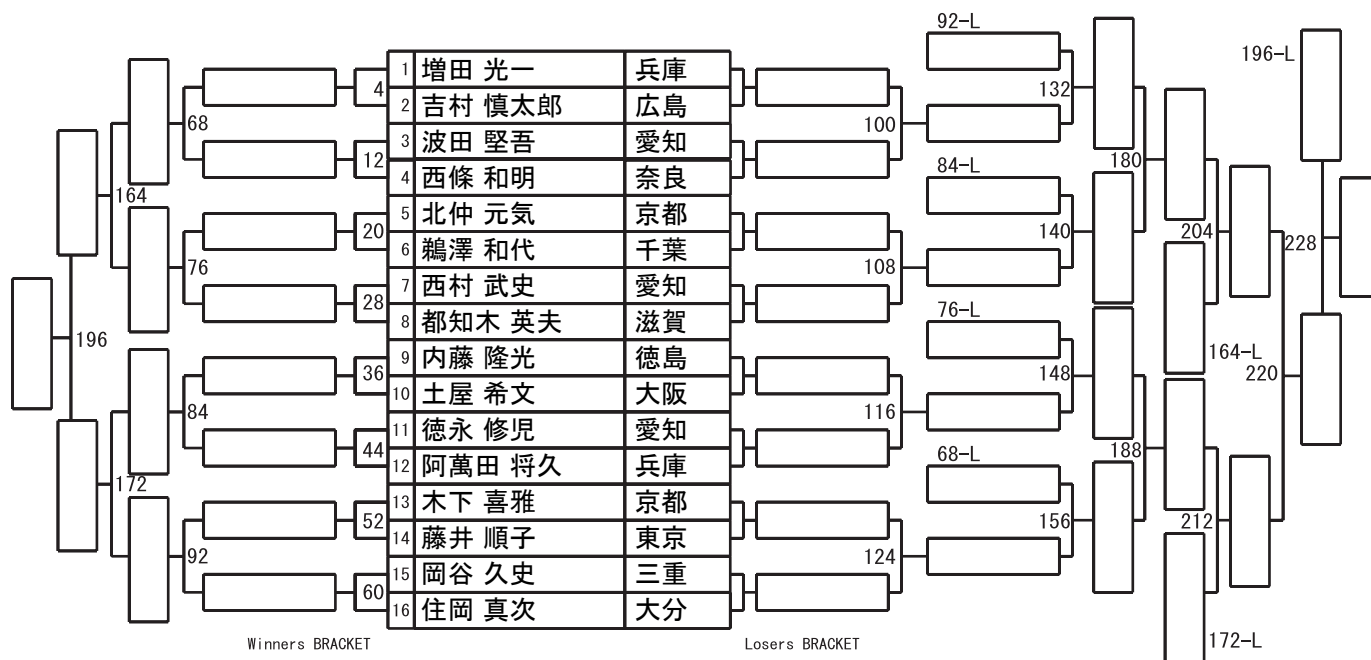 92-L
196-L
1 増田 光一 兵庫
4
132
2 吉村 慎太郎 広島
68
100
3 波田 堅吾 愛知
12
180
4 西條 和明 奈良
84-L
164
5 北仲 元気 京都
20
140
204
228
6 鵜澤 和代 千葉
76
108
7 西村 武史 愛知
28
8 都知木 英夫 滋賀
76-L
196
164-L
9 内藤 隆光 徳島
36
148
220
10 土屋 希文 大阪
84
116
11 徳永 修児 愛知
44
188
12 阿萬田 将久 兵庫
68-L
172
13 木下 喜雅 京都
52
156
212
14 藤井 順子 東京
92
124
15 岡谷 久史 三重
60
16 住岡 真次 大分
Winners BRACKET
Losers BRACKET
172-L